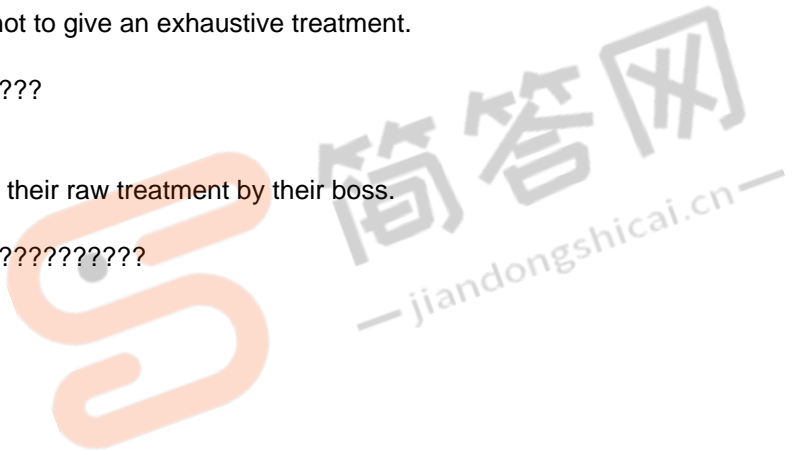 not to give an exhaustive treatment.
???
their raw treatment by their boss.
??????????
简答网
jiandongshicai.cn